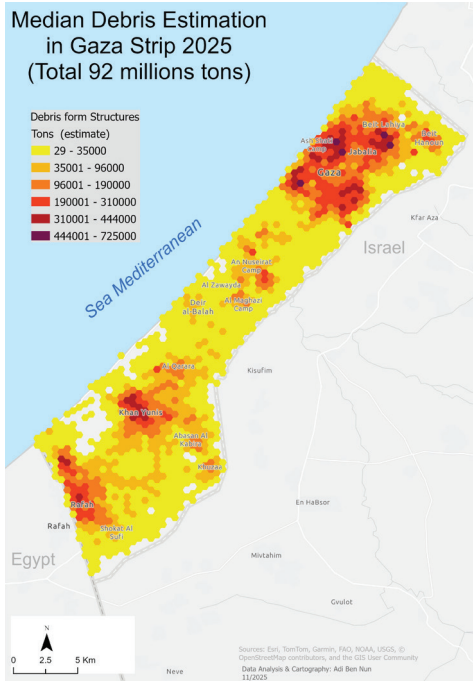 Median Debris Estimation
in Gaza Strip 2025
(Total 92 millions tons)
Debris form Structures
Tons (estimate)
29 - 35000
35001 - 96000
96001 - 190000
190001 - 310000
310001 - 444000
444001 - 725000
Sea Mediterranean
Beit Lahiya
Ash Shati
Camp
Jabalia
Beit
Hanoun
Gaza
Kfar Aza
Israel
An Nuseirat
Camp
Al Zawayda
Al Maghazi
Camp
Deir
al-Balah
Kisufim
Khan Yunis
Abasan Al
Kabira
Khuzaa
En HaBsor
Rafah
Rafah
Shokat Al
Sufi
Egypt
Mivtahim
Gvulot
N
0 2.5 5 Km
Neve
Sources: Esri, TomTom, Garmin, FAO, NOAA, USGS, ©
OpenStreetMap contributors, and the GIS User Community
Data Analysis & Cartography: Adi Ben Nun
11/2025